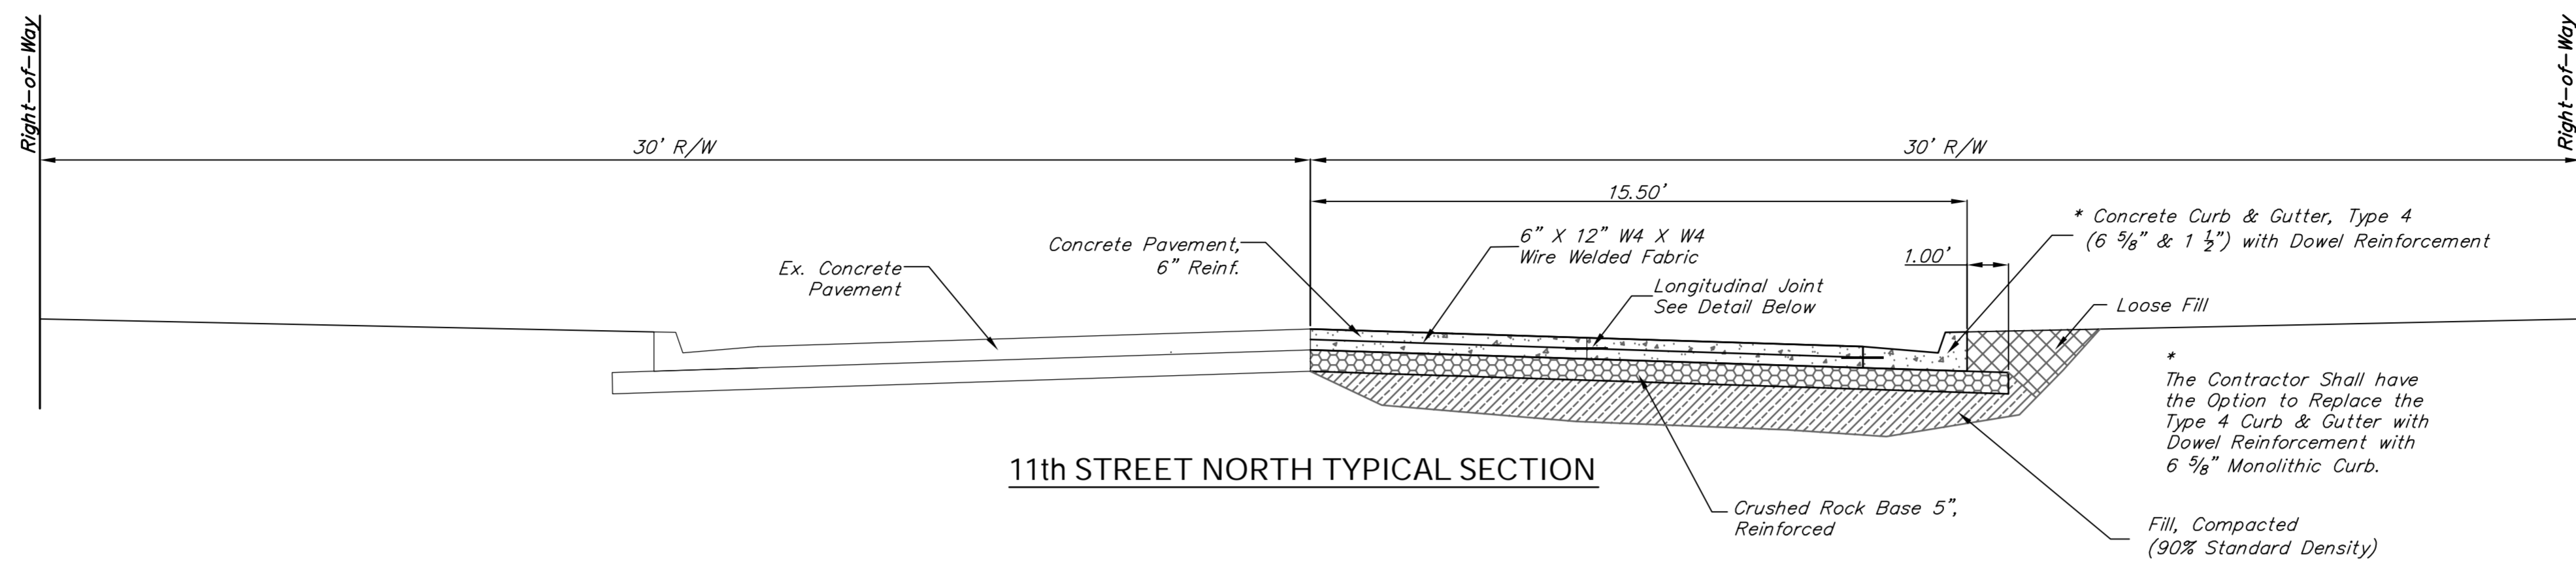 Right-of-Way
Right-of-Way
30' R/W
30' R/W
15.50'
1.00'
* Concrete Curb & Gutter, Type 4
(6 5/8" & 1 1/2") with Dowel Reinforcement
6" X 12" W4 X W4
Wire Welded Fabric
Concrete Pavement,
6" Reinf.
Ex. Concrete
Pavement
Longitudinal Joint
See Detail Below
Loose Fill
*
The Contractor Shall have
the Option to Replace the
Type 4 Curb & Gutter with
Dowel Reinforcement with
6 5/8" Monolithic Curb.
11th STREET NORTH TYPICAL SECTION
Crushed Rock Base 5",
Reinforced
Fill, Compacted
(90% Standard Density)